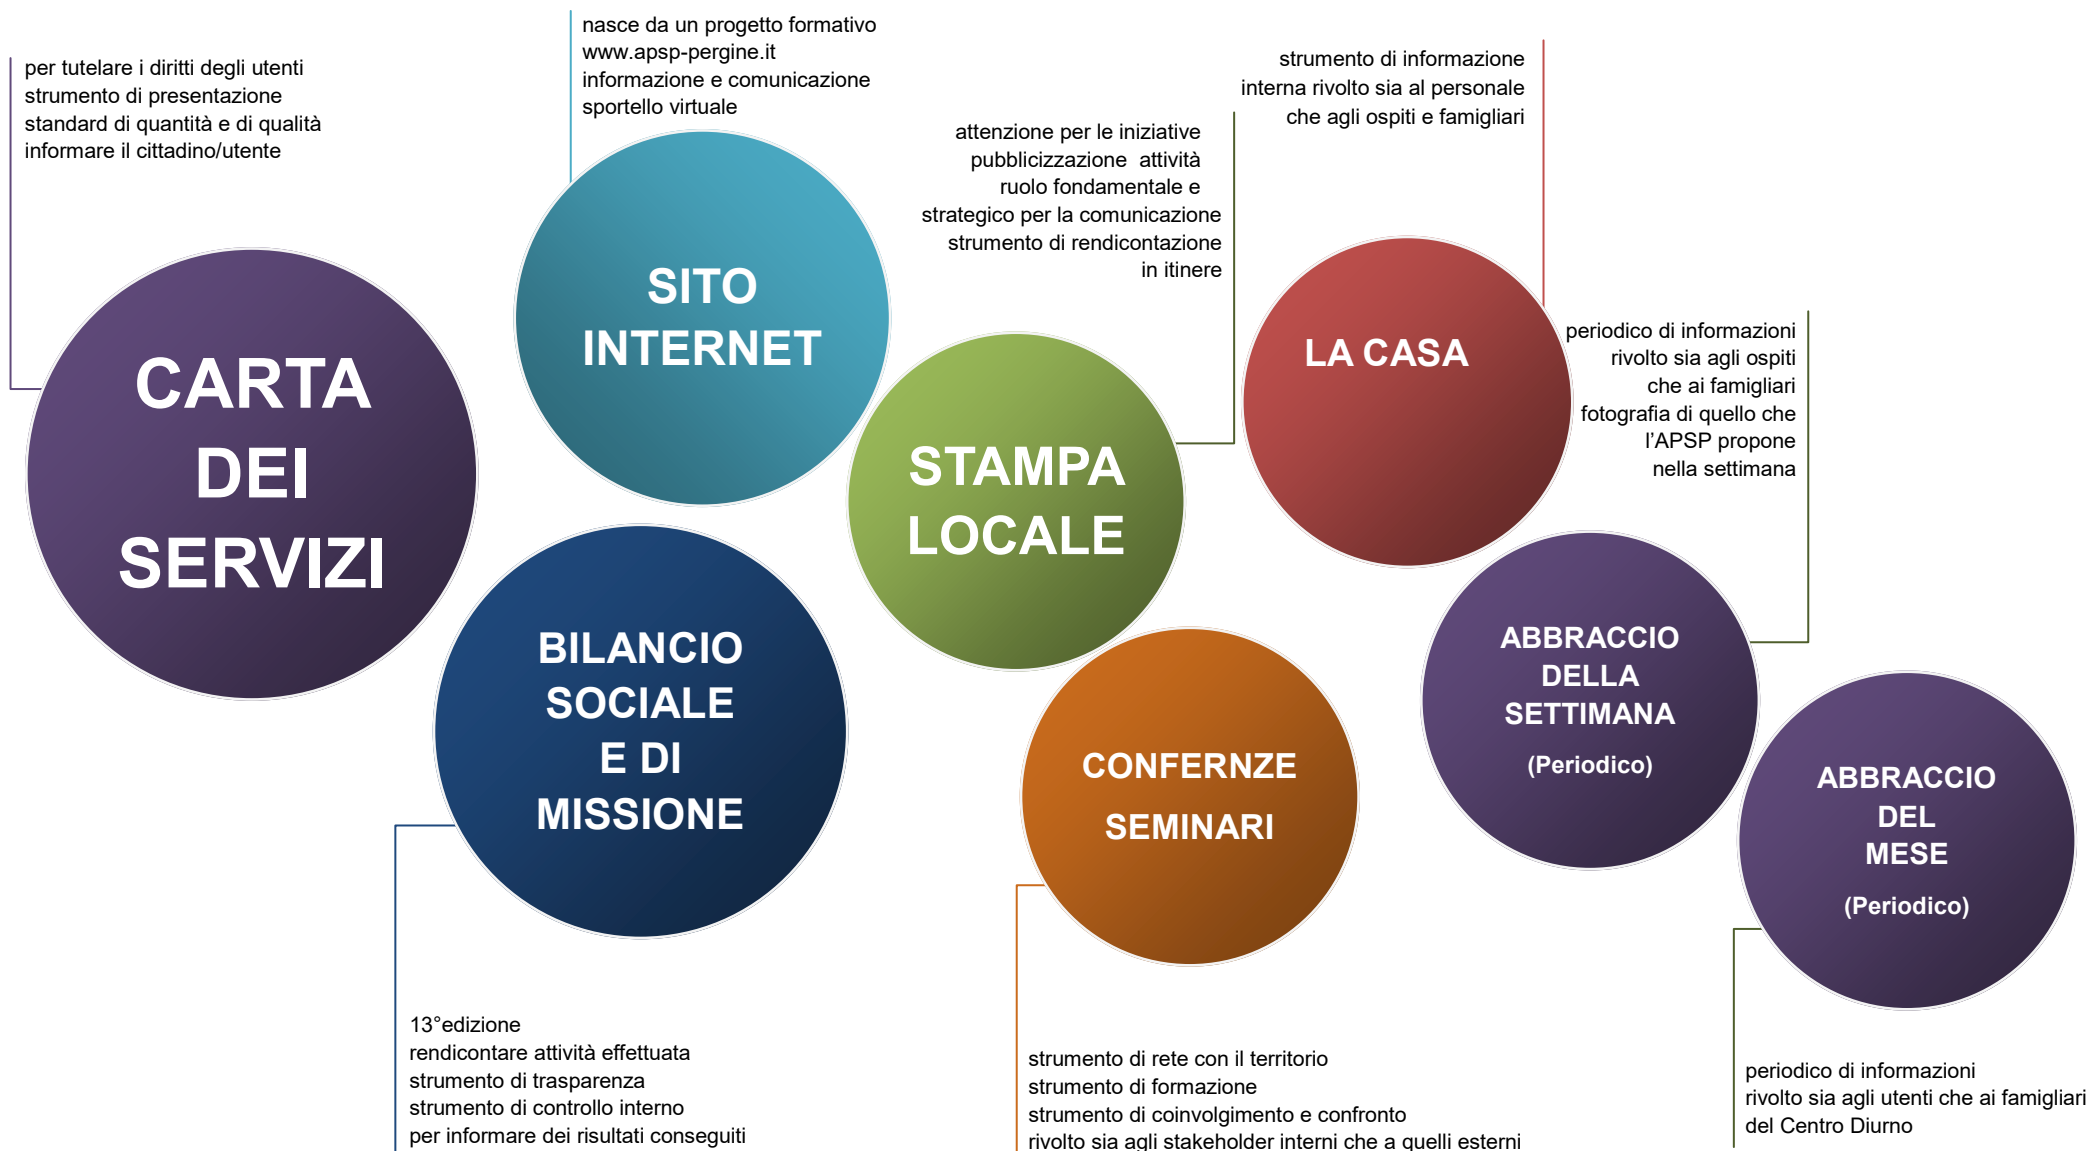 per tutelare i diritti degli utenti
strumento di presentazione
standard di quantità e di qualità
informare il cittadino/utente
CARTA
DEI
SERVIZI
nasce da un progetto formativo
www.apsp-pergine.it
informazione e comunicazione
sportello virtuale
SITO
INTERNET
BILANCIO
SOCIALE
E DI
MISSIONE
13°edizione
rendicontare attività effettuata
strumento di trasparenza
strumento di controllo interno
per informare dei risultati conseguiti
attenzione per le iniziative
pubblicizzazione  attività
ruolo fondamentale e
strategico per la comunicazione
strumento di rendicontazione
in itinere
STAMPA
LOCALE
CONFERNZE
SEMINARI
strumento di rete con il territorio
strumento di formazione
strumento di coinvolgimento e confronto
rivolto sia agli stakeholder interni che a quelli esterni
strumento di informazione
interna rivolto sia al personale
che agli ospiti e famigliari
LA CASA
periodico di informazioni
rivolto sia agli ospiti
che ai famigliari
fotografia di quello che
l'APSP propone
nella settimana
ABBRACCIO
DELLA
SETTIMANA
(Periodico)
ABBRACCIO
DEL
MESE
(Periodico)
periodico di informazioni
rivolto sia agli utenti che ai famigliari
del Centro Diurno